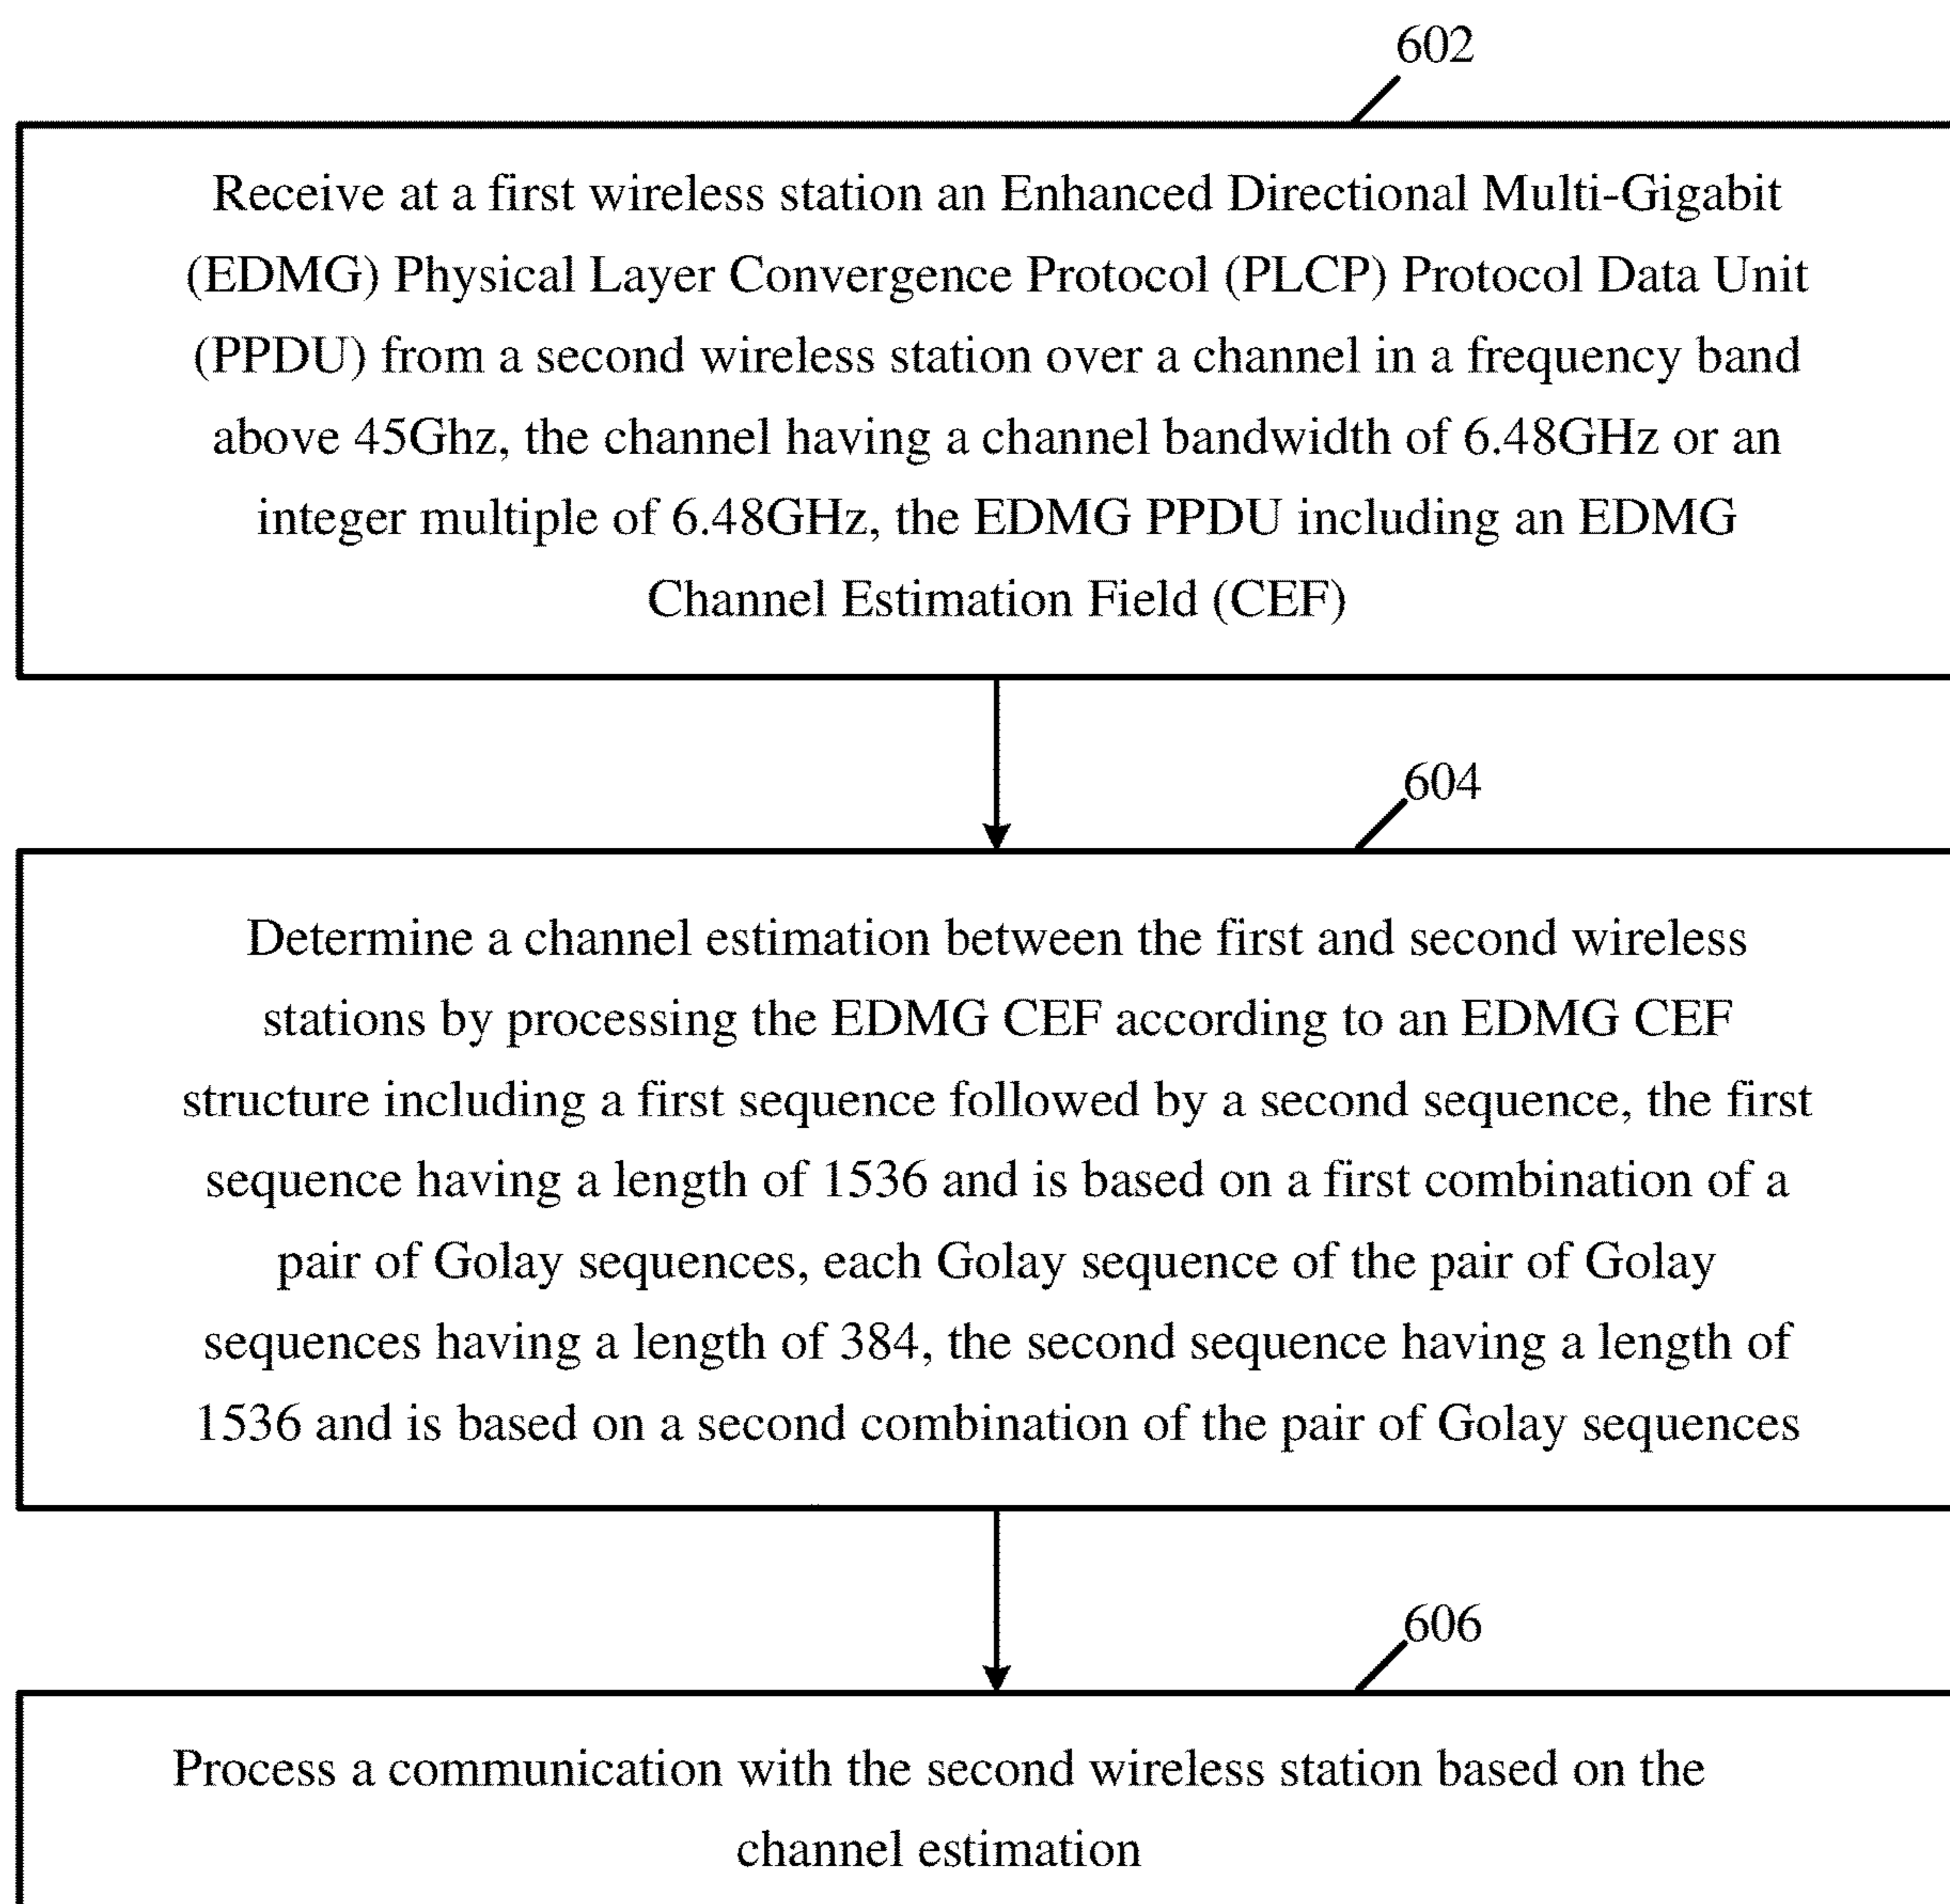 602
Receive at a first wireless station an Enhanced Directional Multi-Gigabit
(EDMG) Physical Layer Convergence Protocol (PLCP) Protocol Data Unit
(PPDU) from a second wireless station over a channel in a frequency band
above 45Ghz, the channel having a channel bandwidth of 6.48GHz or an
integer multiple of 6.48GHz, the EDMG PPDU including an EDMG
Channel Estimation Field (CEF)
604
Determine a channel estimation between the first and second wireless
stations by processing the EDMG CEF according to an EDMG CEF
structure including a first sequence followed by a second sequence, the first
sequence having a length of 1536 and is based on a first combination of a
pair of Golay sequences, each Golay sequence of the pair of Golay
sequences having a length of 384, the second sequence having a length of
1536 and is based on a second combination of the pair of Golay sequences
606
Process a communication with the second wireless station based on the
channel estimation